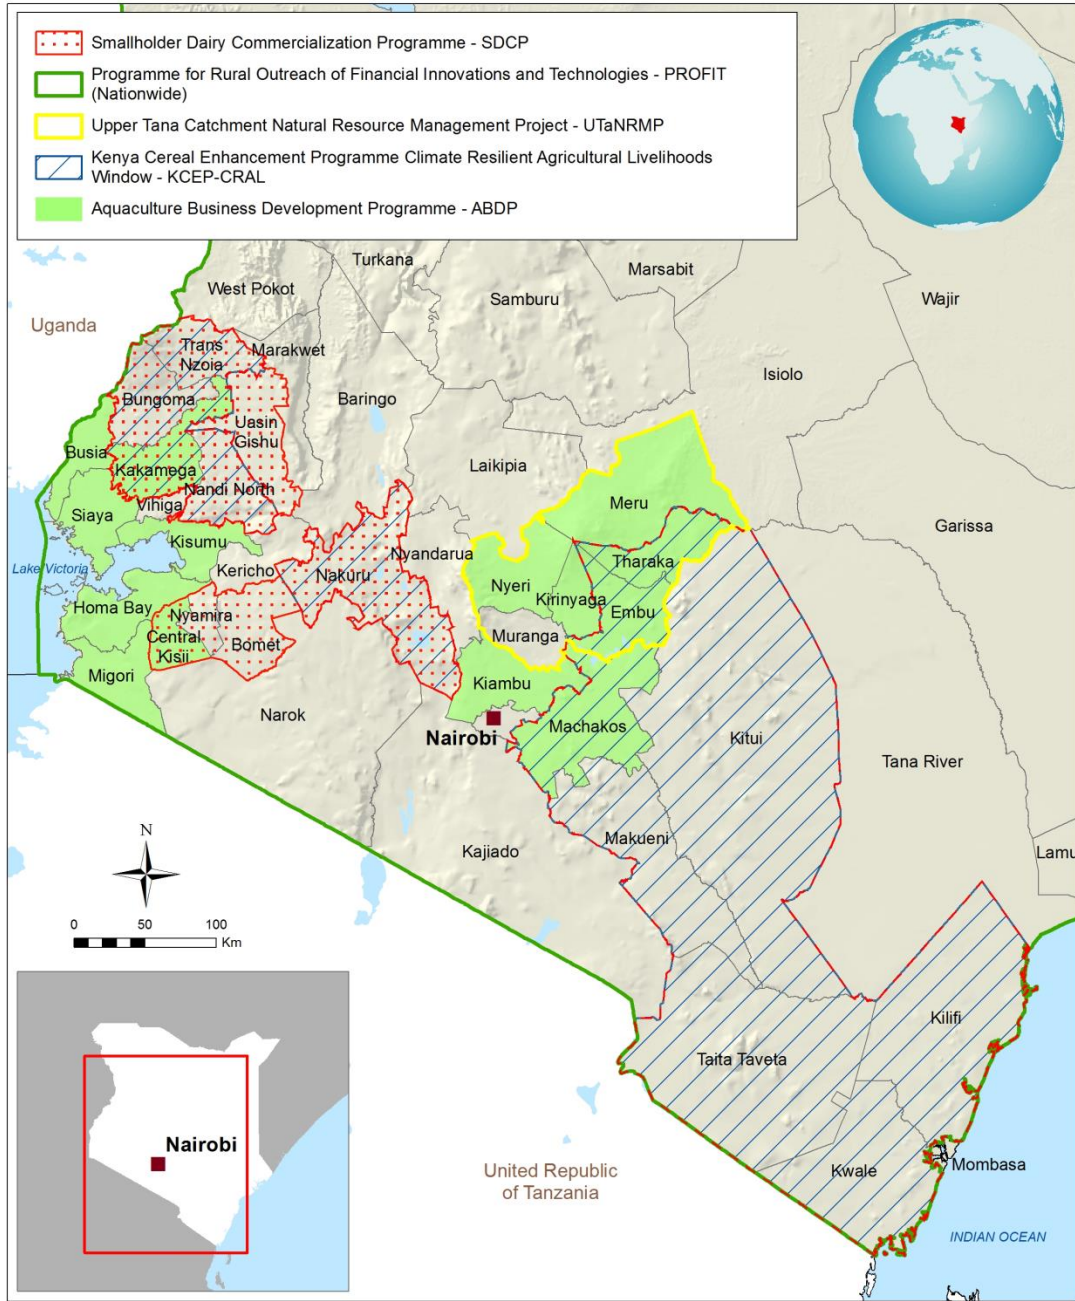 Smallholder Dairy Commercialization Programme - SDCP
Programme for Rural Outreach of Financial Innovations and Technologies - PROFIT
(Nationwide)
Upper Tana Catchment Natural Resource Management Project - UTaNRMP
Kenya Cereal Enhancement Programme Climate Resilient Agricultural Livelihoods
Window - KCEP-CRAL
Aquaculture Business Development Programme - ABDP
Turkana
Marsabit
West Pokot
Samburu
Wajir
Uganda
Trans
Nzoia
Marakwet
Isiolo
Bungoma
Baringo
Uasin
Gishu
Busia
Kakamega
Laikipia
Nandi North
Meru
Vihiga
Siaya
Garissa
Kisumu
Nyandarua
Tharaka
Lake Victoria
Kericho
Nakuru
Nyeri
Kirinyaga
Homa Bay
Nyamira
Embu
Muranga
Central
Kisii
Bomet
Migori
Kiambu
Narok
Machakos
Nairobi
Kitui
Tana River
N
Makueni
Kajiado
Lamu
0 50 100
Km
Kilifi
Taita Taveta
Nairobi
United Republic
of Tanzania
Kwale
Mombasa
INDIAN OCEAN